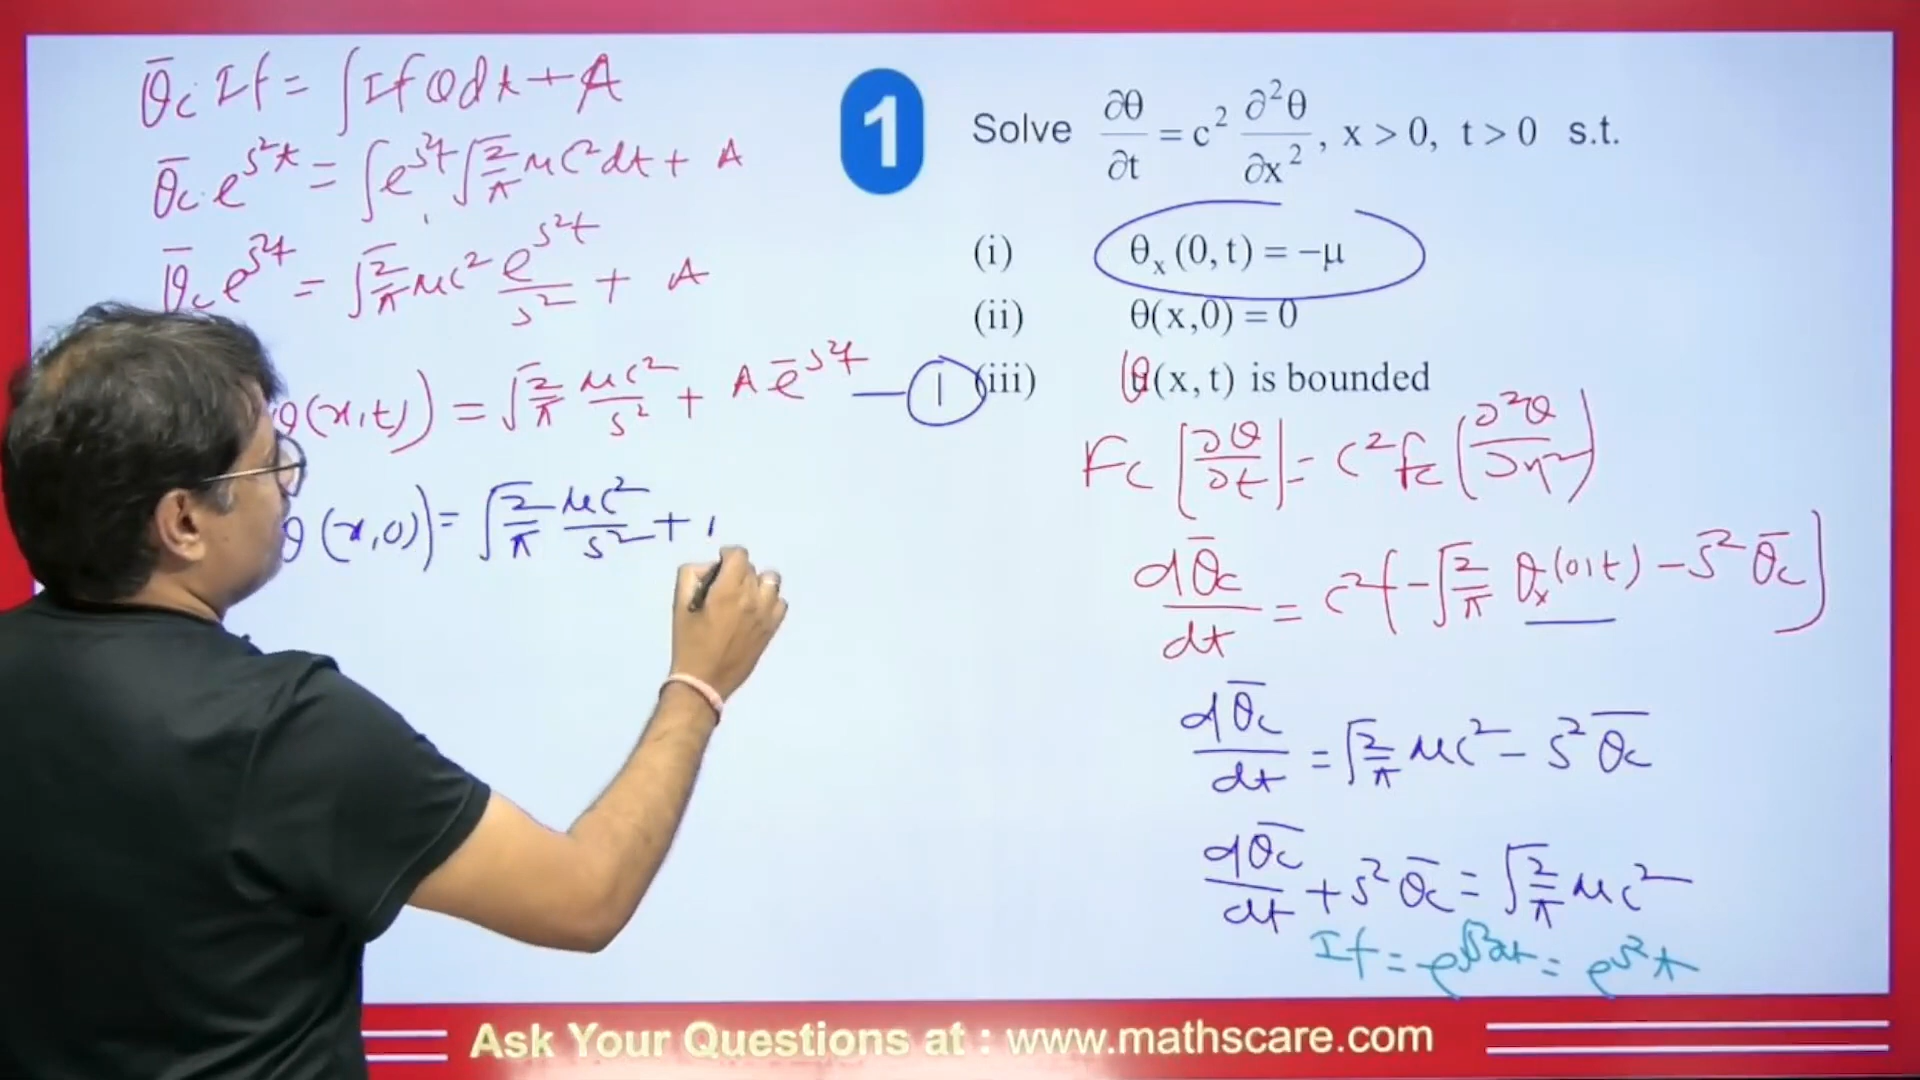 θ̄c If = ∫ If Q dt + A
θ̄c · e^{s²t} = ∫ e^{s²t} √(2/π) μc² dt + A
θ̄c e^{s²t} = √(2/π) μc² e^{s²t}/s² + A
θ(x,t)) = √(2/π) μc²/s² + A e^{-s²t} — ①
θ(x,0)) = √(2/π) μc²/s² +
1
Solve ∂θ/∂t = c² ∂²θ/∂x² , x > 0, t > 0 s.t.
(i) θₓ (0, t) = −μ
(ii) θ(x,0) = 0
(iii) θ(x, t) is bounded
Fc [∂θ/∂t] = c² Fc (∂²θ/∂x²)
dθ̄c/dt = c² [−√(2/π) θₓ(0,t) − s² θ̄c]
dθ̄c/dt = √(2/π) μc² − s² θ̄c
dθ̄c/dt + s² θ̄c = √(2/π) μc²
If = e^{∫s²dt} = e^{s²t}
Ask Your Questions at : www.mathscare.com